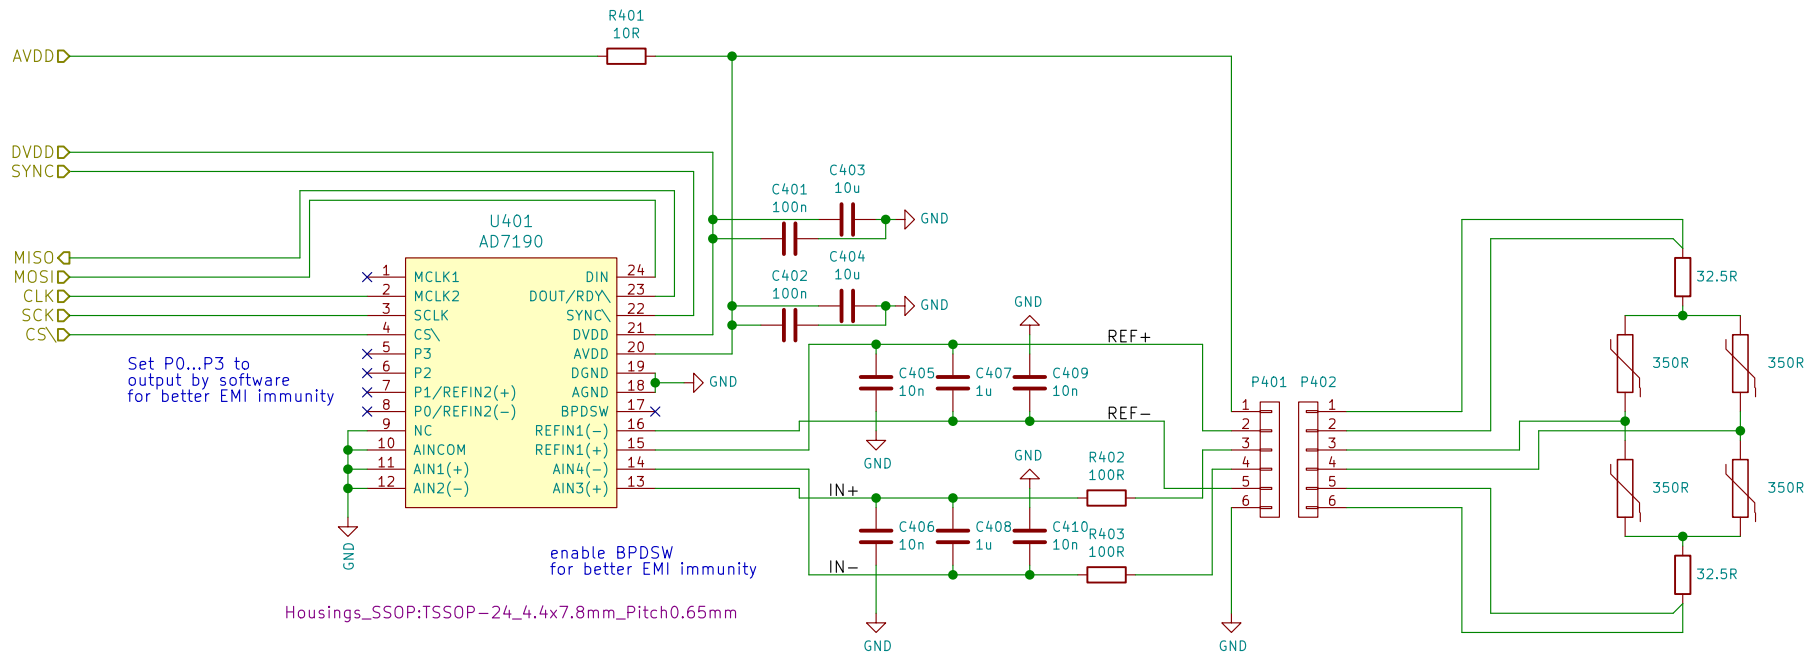 R401
10R
AVDD
DVDD
SYNC
MISO
MOSI
CLK
SCK
CS\
Set P0...P3 to
output by software
for better EMI immunity
U401
AD7190
1 MCLK1 DIN 24
2 MCLK2 DOUT/RDY\ 23
3 SCLK SYNC\ 22
4 CS\ DVDD 21
5 P3 AVDD 20
6 P2 DGND 19
7 P1/REFIN2(+) AGND 18
8 P0/REFIN2(-) BPDSW 17
9 NC REFIN1(-) 16
10 AINCOM REFIN1(+) 15
11 AIN1(+) AIN4(-) 14
12 AIN2(-) AIN3(+) 13
GND
GND
enable BPDSW
for better EMI immunity
Housings_SSOP:TSSOP-24_4.4x7.8mm_Pitch0.65mm
C403
10u
C401
100n
GND
C404
10u
C402
100n
GND
GND
REF+
C405
10n
C407
1u
C409
10n
REF-
GND
GND
R402
100R
IN+
C406
10n
C408
1u
C410
10n
R403
100R
IN-
GND
P401 P402
1 1
2 2
3 3
4 4
5 5
6 6
GND
32.5R
350R 350R
350R 350R
32.5R